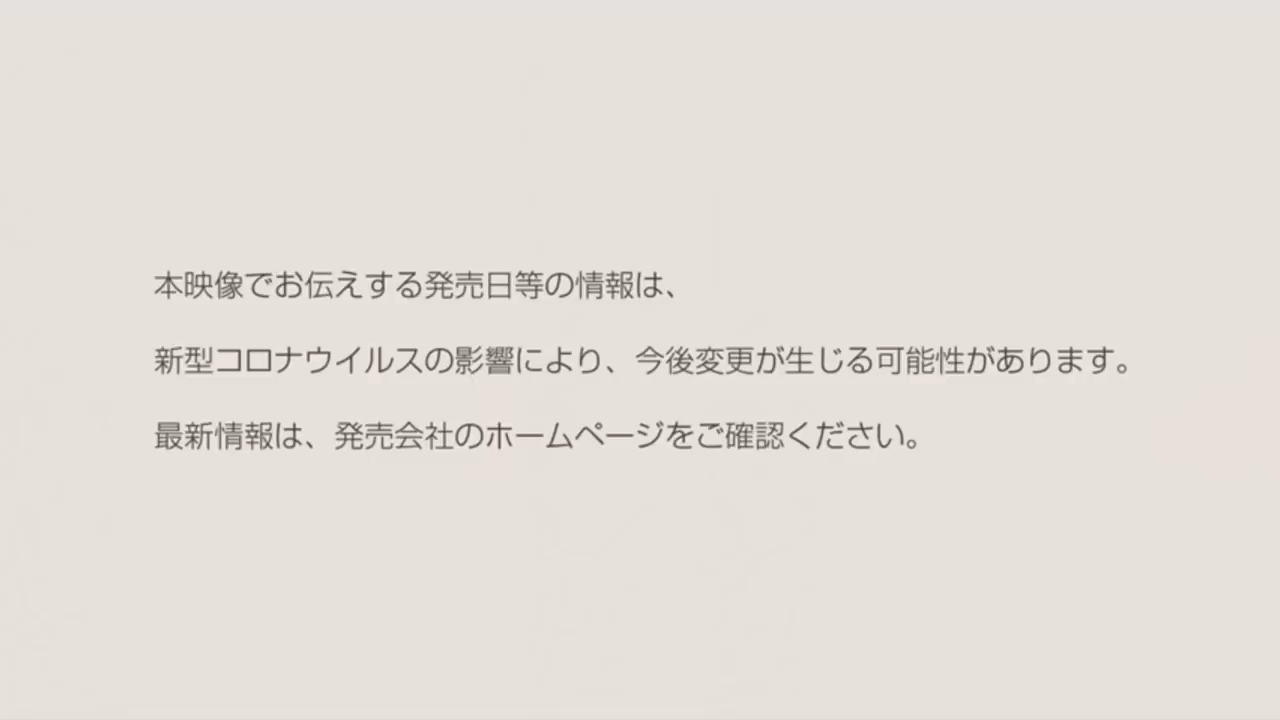 本映像でお伝えする発売日等の情報は、
新型コロナウイルスの影響により、今後変更が生じる可能性があります。
最新情報は、発売会社のホームページをご確認ください。